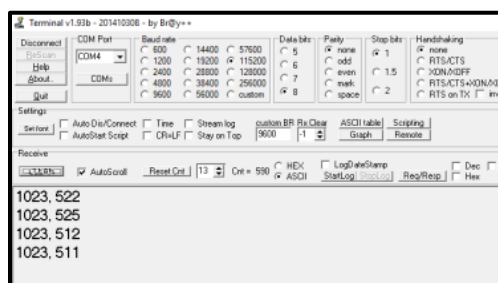 Terminal v1.93b - 20141030B - by Br@y++
Disconnect
ReScan
Help
About..
Quit
COM Port
COM4
COMs
Baud rate
600 14400 57600
1200 19200 115200
2400 28800 128000
4800 38400 256000
9600 56000 custom
Data bits
5
6
7
8
Parity
none
odd
even
mark
space
Stop bits
1
1.5
2
Handshaking
none
RTS/CTS
XON/XOFF
RTS/CTS+XON/X
RTS on TX
Settings
Set font
Auto Dis/Connect Time Stream log
AutoStart Script CR=LF Stay on Top
custom BR Rx Clear
9600 -1
ASCII table Scripting
Graph Remote
Receive
CLEAR AutoScroll Reset Cnt 13 Cnt = 590
HEX
ASCII
LogDateStamp
StartLog StopLog Req/Resp
Dec
Hex
1023, 522
1023, 525
1023, 512
1023, 511